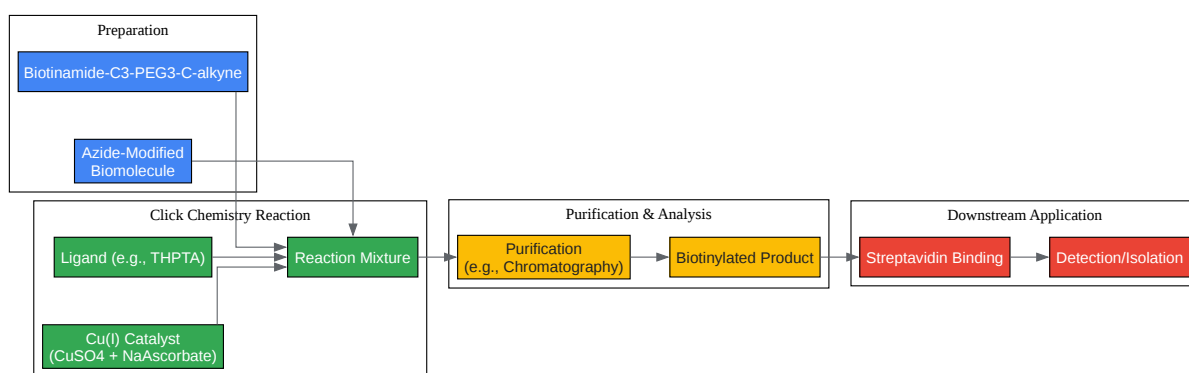 Preparation
Biotinamide-C3-PEG3-C-alkyne
Azide-Modified
Biomolecule
Click Chemistry Reaction
Ligand (e.g., THPTA)
Reaction Mixture
Cu(I) Catalyst
(CuSO4 + NaAscorbate)
Purification & Analysis
Purification
(e.g., Chromatography)
Biotinylated Product
Downstream Application
Streptavidin Binding
Detection/Isolation